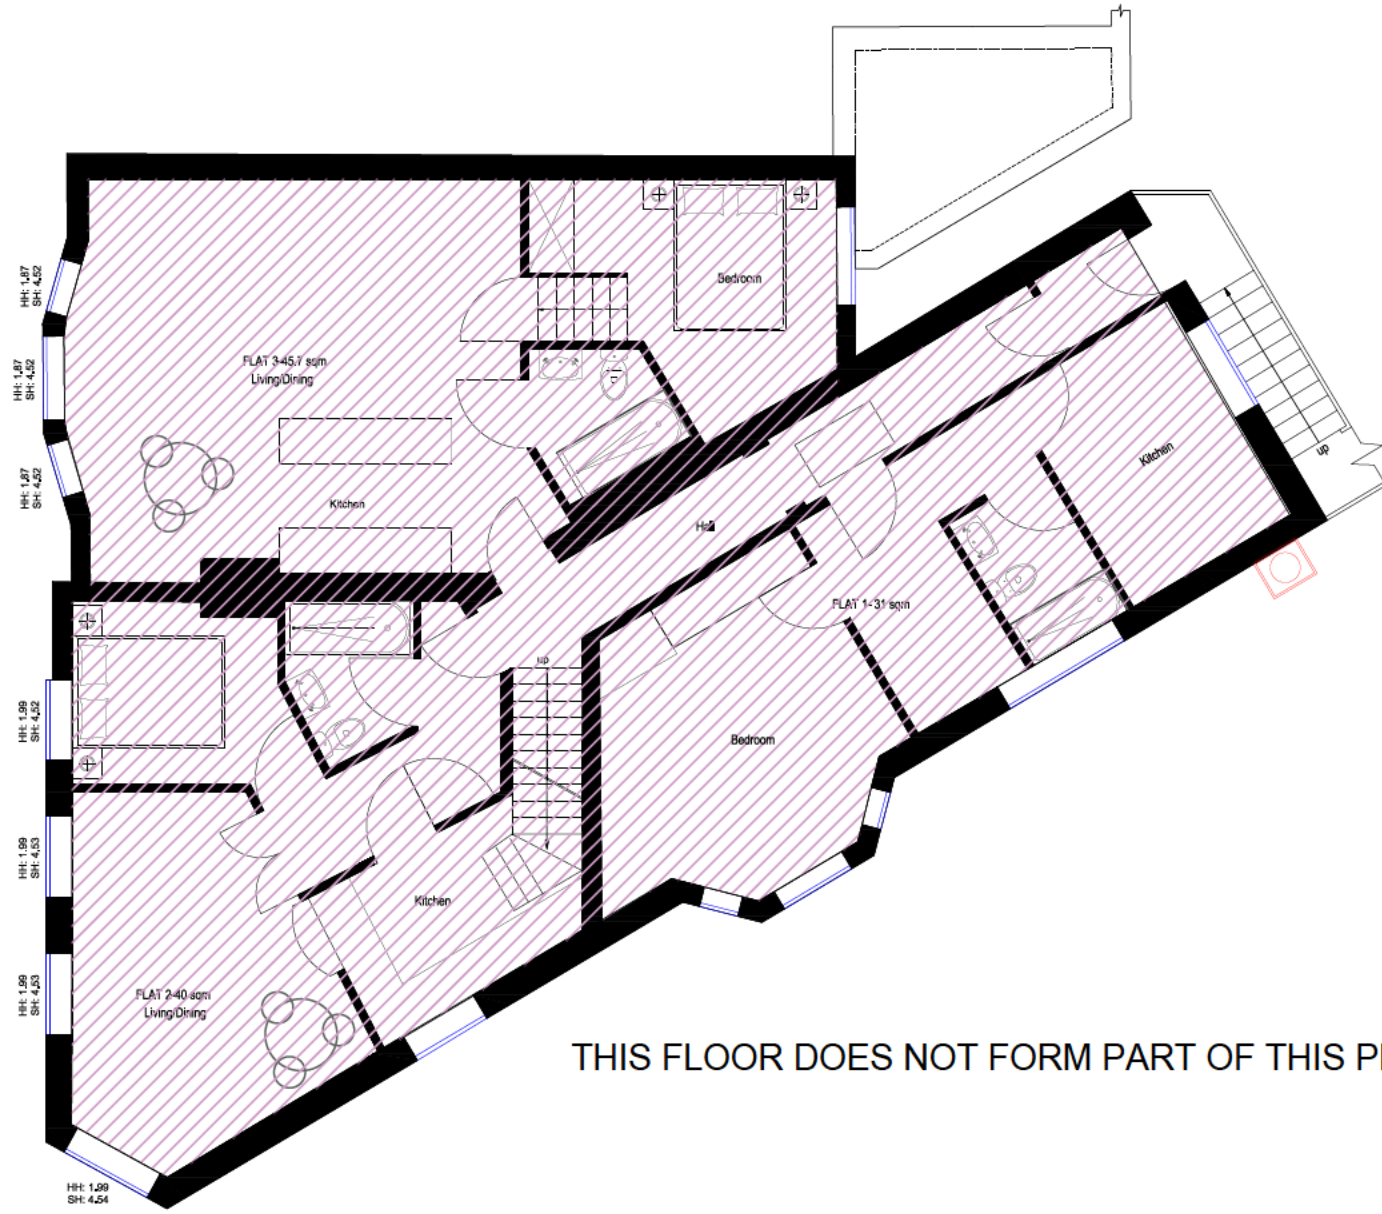 Bedroom
HH: 1.87
SH: 4.52
HH: 1.87
SH: 4.52
FLAT 3-45.7 sqm
Living/Dining
HH: 1.87
SH: 4.52
Kitchen
Kitchen
up
Hall
FLAT 1- 31 sqm
up
HH: 1.99
SH: 4.52
Bedroom
HH: 1.99
SH: 4.53
Kitchen
HH: 1.99
SH: 4.53
FLAT 2-40 sqm
Living/Dining
THIS FLOOR DOES NOT FORM PART OF THIS
HH: 1.99
SH: 4.54